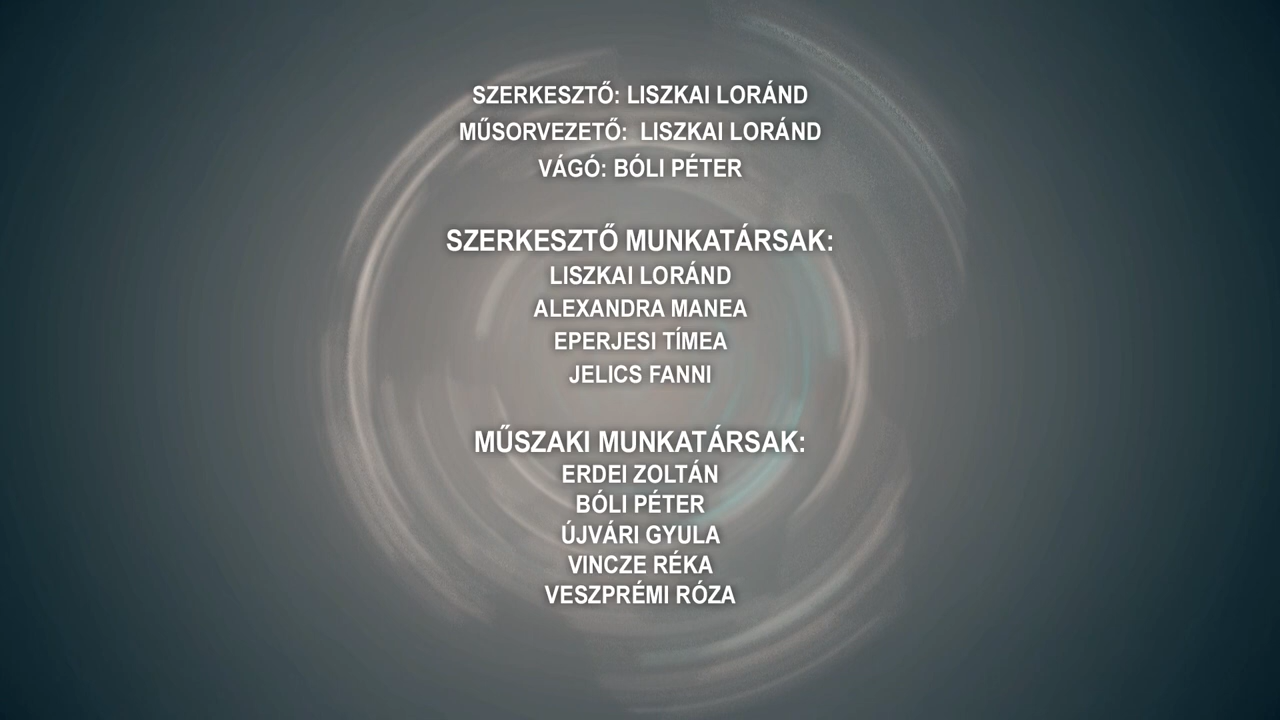 SZERKESZTŐ: LISZKAI LORÁND
MŰSORVEZETŐ: LISZKAI LORÁND
VÁGÓ: BÓLI PÉTER
SZERKESZTŐ MUNKATÁRSAK:
LISZKAI LORÁND
ALEXANDRA MANEA
EPERJESI TÍMEA
JELICS FANNI
MŰSZAKI MUNKATÁRSAK:
ERDEI ZOLTÁN
BÓLI PÉTER
ÚJVÁRI GYULA
VINCZE RÉKA
VESZPRÉMI RÓZA